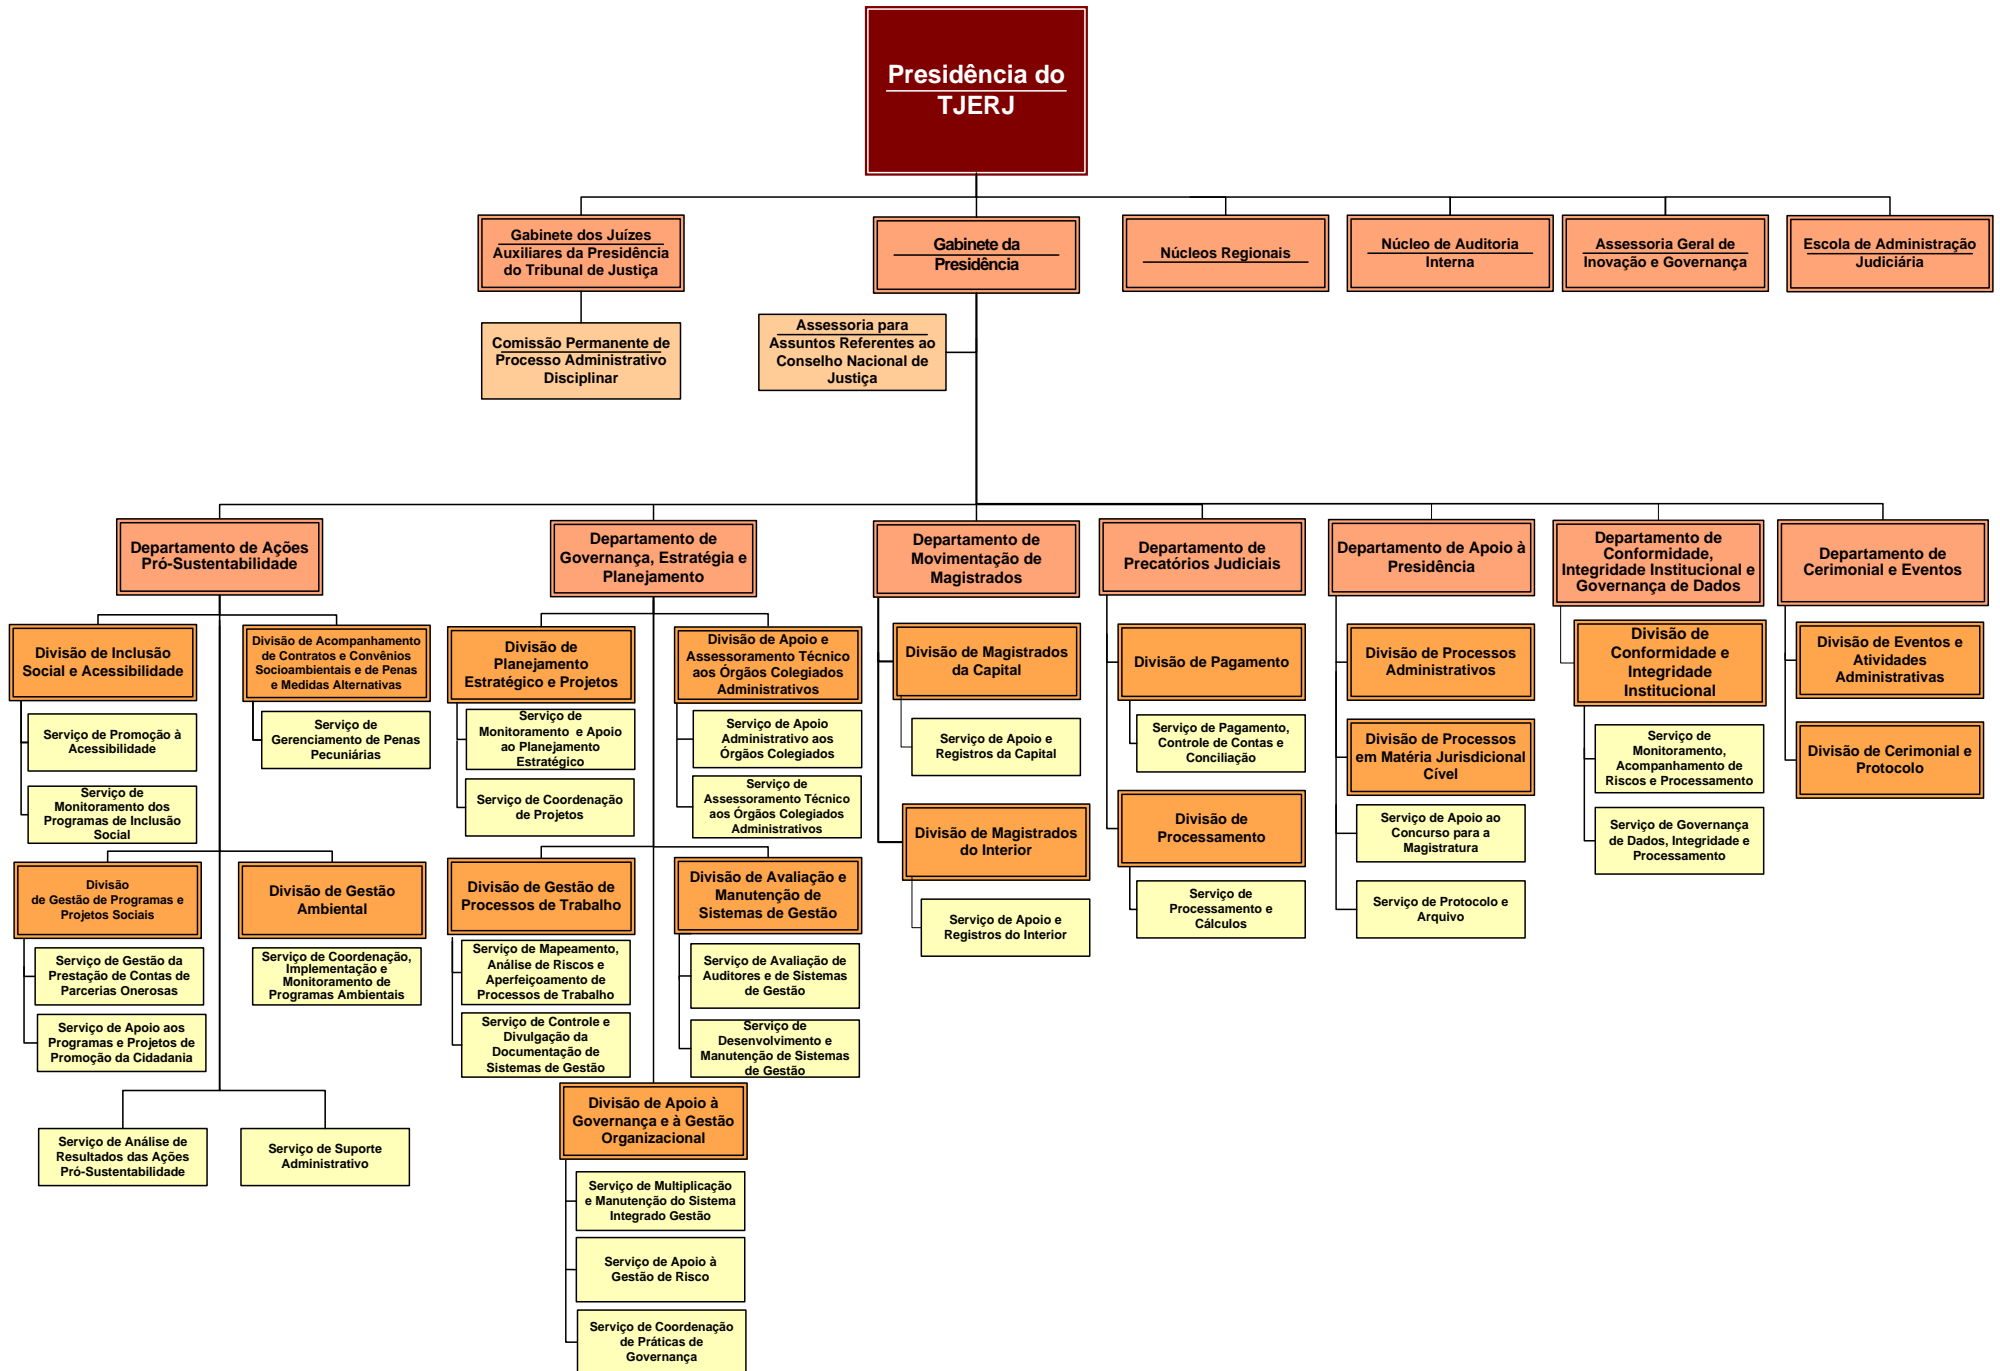 Presidência do
TJERJ
Gabinete dos Juízes
Auxiliares da Presidência
do Tribunal de Justiça
Gabinete da
Presidência
Núcleos Regionais
Núcleo de Auditoria
Interna
Assessoria Geral de
Inovação e Governança
Escola de Administração
Judiciária
Comissão Permanente de
Processo Administrativo
Disciplinar
Assessoria para
Assuntos Referentes ao
Conselho Nacional de
Justiça
Departamento de Ações
Pró-Sustentabilidade
Departamento de
Governança, Estratégia e
Planejamento
Departamento de
Movimentação de
Magistrados
Departamento de
Precatórios Judiciais
Departamento de Apoio à
Presidência
Departamento de
Conformidade,
Integridade Institucional e
Governança de Dados
Departamento de
Cerimonial e Eventos
Divisão de Inclusão
Social e Acessibilidade
Serviço de Promoção à
Acessibilidade
Serviço de
Monitoramento dos
Programas de Inclusão
Social
Divisão de Acompanhamento
de Contratos e Convênios
Socioambientais e de Penas
e Medidas Alternativas
Serviço de
Gerenciamento de Penas
Pecuniárias
Divisão
de Gestão de Programas e
Projetos Sociais
Serviço de Gestão da
Prestação de Contas de
Parcerias Onerosas
Serviço de Apoio aos
Programas e Projetos de
Promoção da Cidadania
Divisão de Gestão
Ambiental
Serviço de Coordenação,
Implementação e
Monitoramento de
Programas Ambientais
Serviço de Análise de
Resultados das Ações
Pró-Sustentabilidade
Serviço de Suporte
Administrativo
Divisão de
Planejamento
Estratégico e Projetos
Serviço de
Monitoramento e Apoio
ao Planejamento
Estratégico
Serviço de Coordenação
de Projetos
Divisão de Apoio e
Assessoramento Técnico
aos Órgãos Colegiados
Administrativos
Serviço de Apoio
Administrativo aos
Órgãos Colegiados
Serviço de
Assessoramento Técnico
aos Órgãos Colegiados
Administrativos
Divisão de Gestão de
Processos de Trabalho
Serviço de Mapeamento,
Análise de Riscos e
Aperfeiçoamento de
Processos de Trabalho
Serviço de Controle e
Divulgação da
Documentação de
Sistemas de Gestão
Divisão de Avaliação e
Manutenção de
Sistemas de Gestão
Serviço de Avaliação de
Auditores e de Sistemas
de Gestão
Serviço de
Desenvolvimento e
Manutenção de Sistemas
de Gestão
Divisão de Apoio à
Governança e à Gestão
Organizacional
Serviço de Multiplicação
e Manutenção do Sistema
Integrado Gestão
Serviço de Apoio à
Gestão de Risco
Serviço de Coordenação
de Práticas de
Governança
Divisão de Magistrados
da Capital
Serviço de Apoio e
Registros da Capital
Divisão de Magistrados
do Interior
Serviço de Apoio e
Registros do Interior
Divisão de Pagamento
Serviço de Pagamento,
Controle de Contas e
Conciliação
Divisão de
Processamento
Serviço de
Processamento e
Cálculos
Divisão de Processos
Administrativos
Divisão de Processos
em Matéria Jurisdicional
Cível
Serviço de Apoio ao
Concurso para a
Magistratura
Serviço de Protocolo e
Arquivo
Divisão de
Conformidade e
Integridade
Institucional
Serviço de
Monitoramento,
Acompanhamento de
Riscos e Processamento
Serviço de Governança
de Dados, Integridade e
Processamento
Divisão de Eventos e
Atividades
Administrativas
Divisão de Cerimonial e
Protocolo